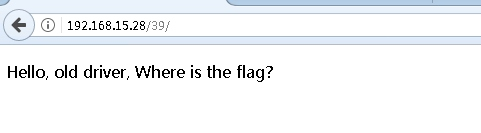 192.168.15.28/39/
Hello, old driver, Where is the flag?